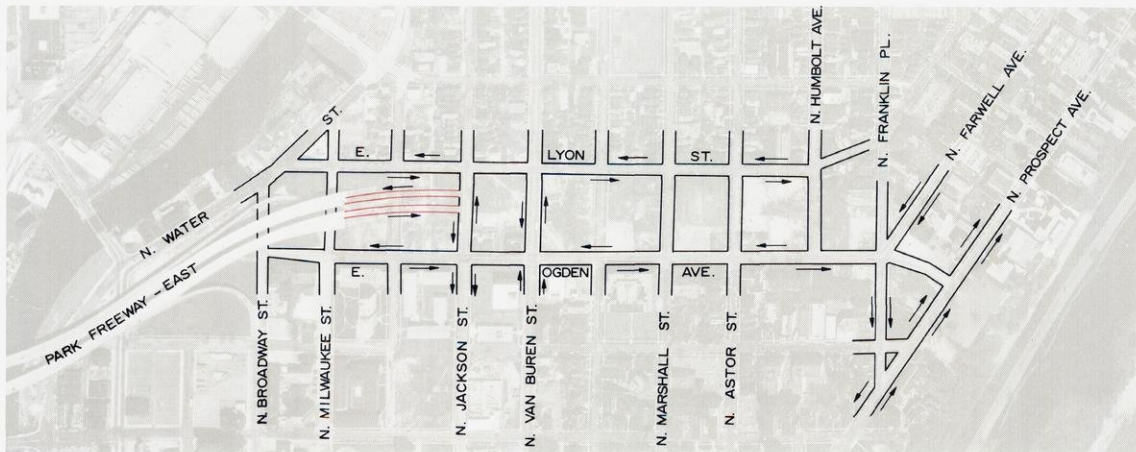 N. HUMBOLT AVE.
N. FRANKLIN PL.
N. FARWELL AVE.
N. PROSPECT AVE.
E. LYON ST.
N. WATER ST.
PARK FREEWAY - EAST
E. OGDEN AVE.
N. BROADWAY ST.
N. MILWAUKEE ST.
N. JACKSON ST.
N. VAN BUREN ST.
N. MARSHALL ST.
N. ASTOR ST.